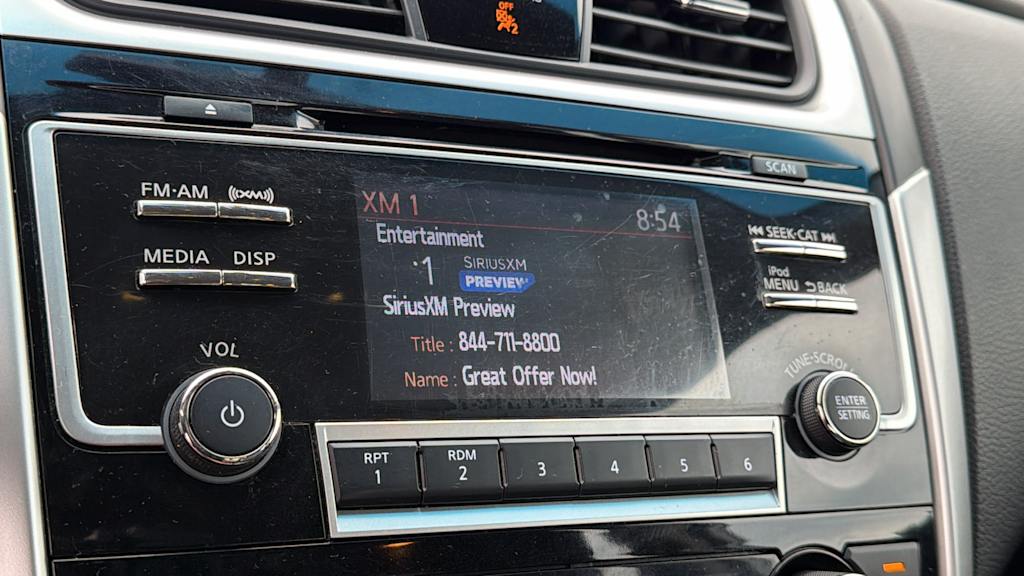 OFF
2
SCAN
FM·AM
((XM))
XM 1
8:54
SEEK·CAT
Entertainment
1
SIRIUSXM
PREVIEW
MEDIA DISP
iPod
MENU BACK
SiriusXM Preview
Title : 844-711-8800
Name : Great Offer Now!
VOL
TUNE·SCROLL
ENTER
SETTING
RPT
1
RDM
2
3
4
5
6